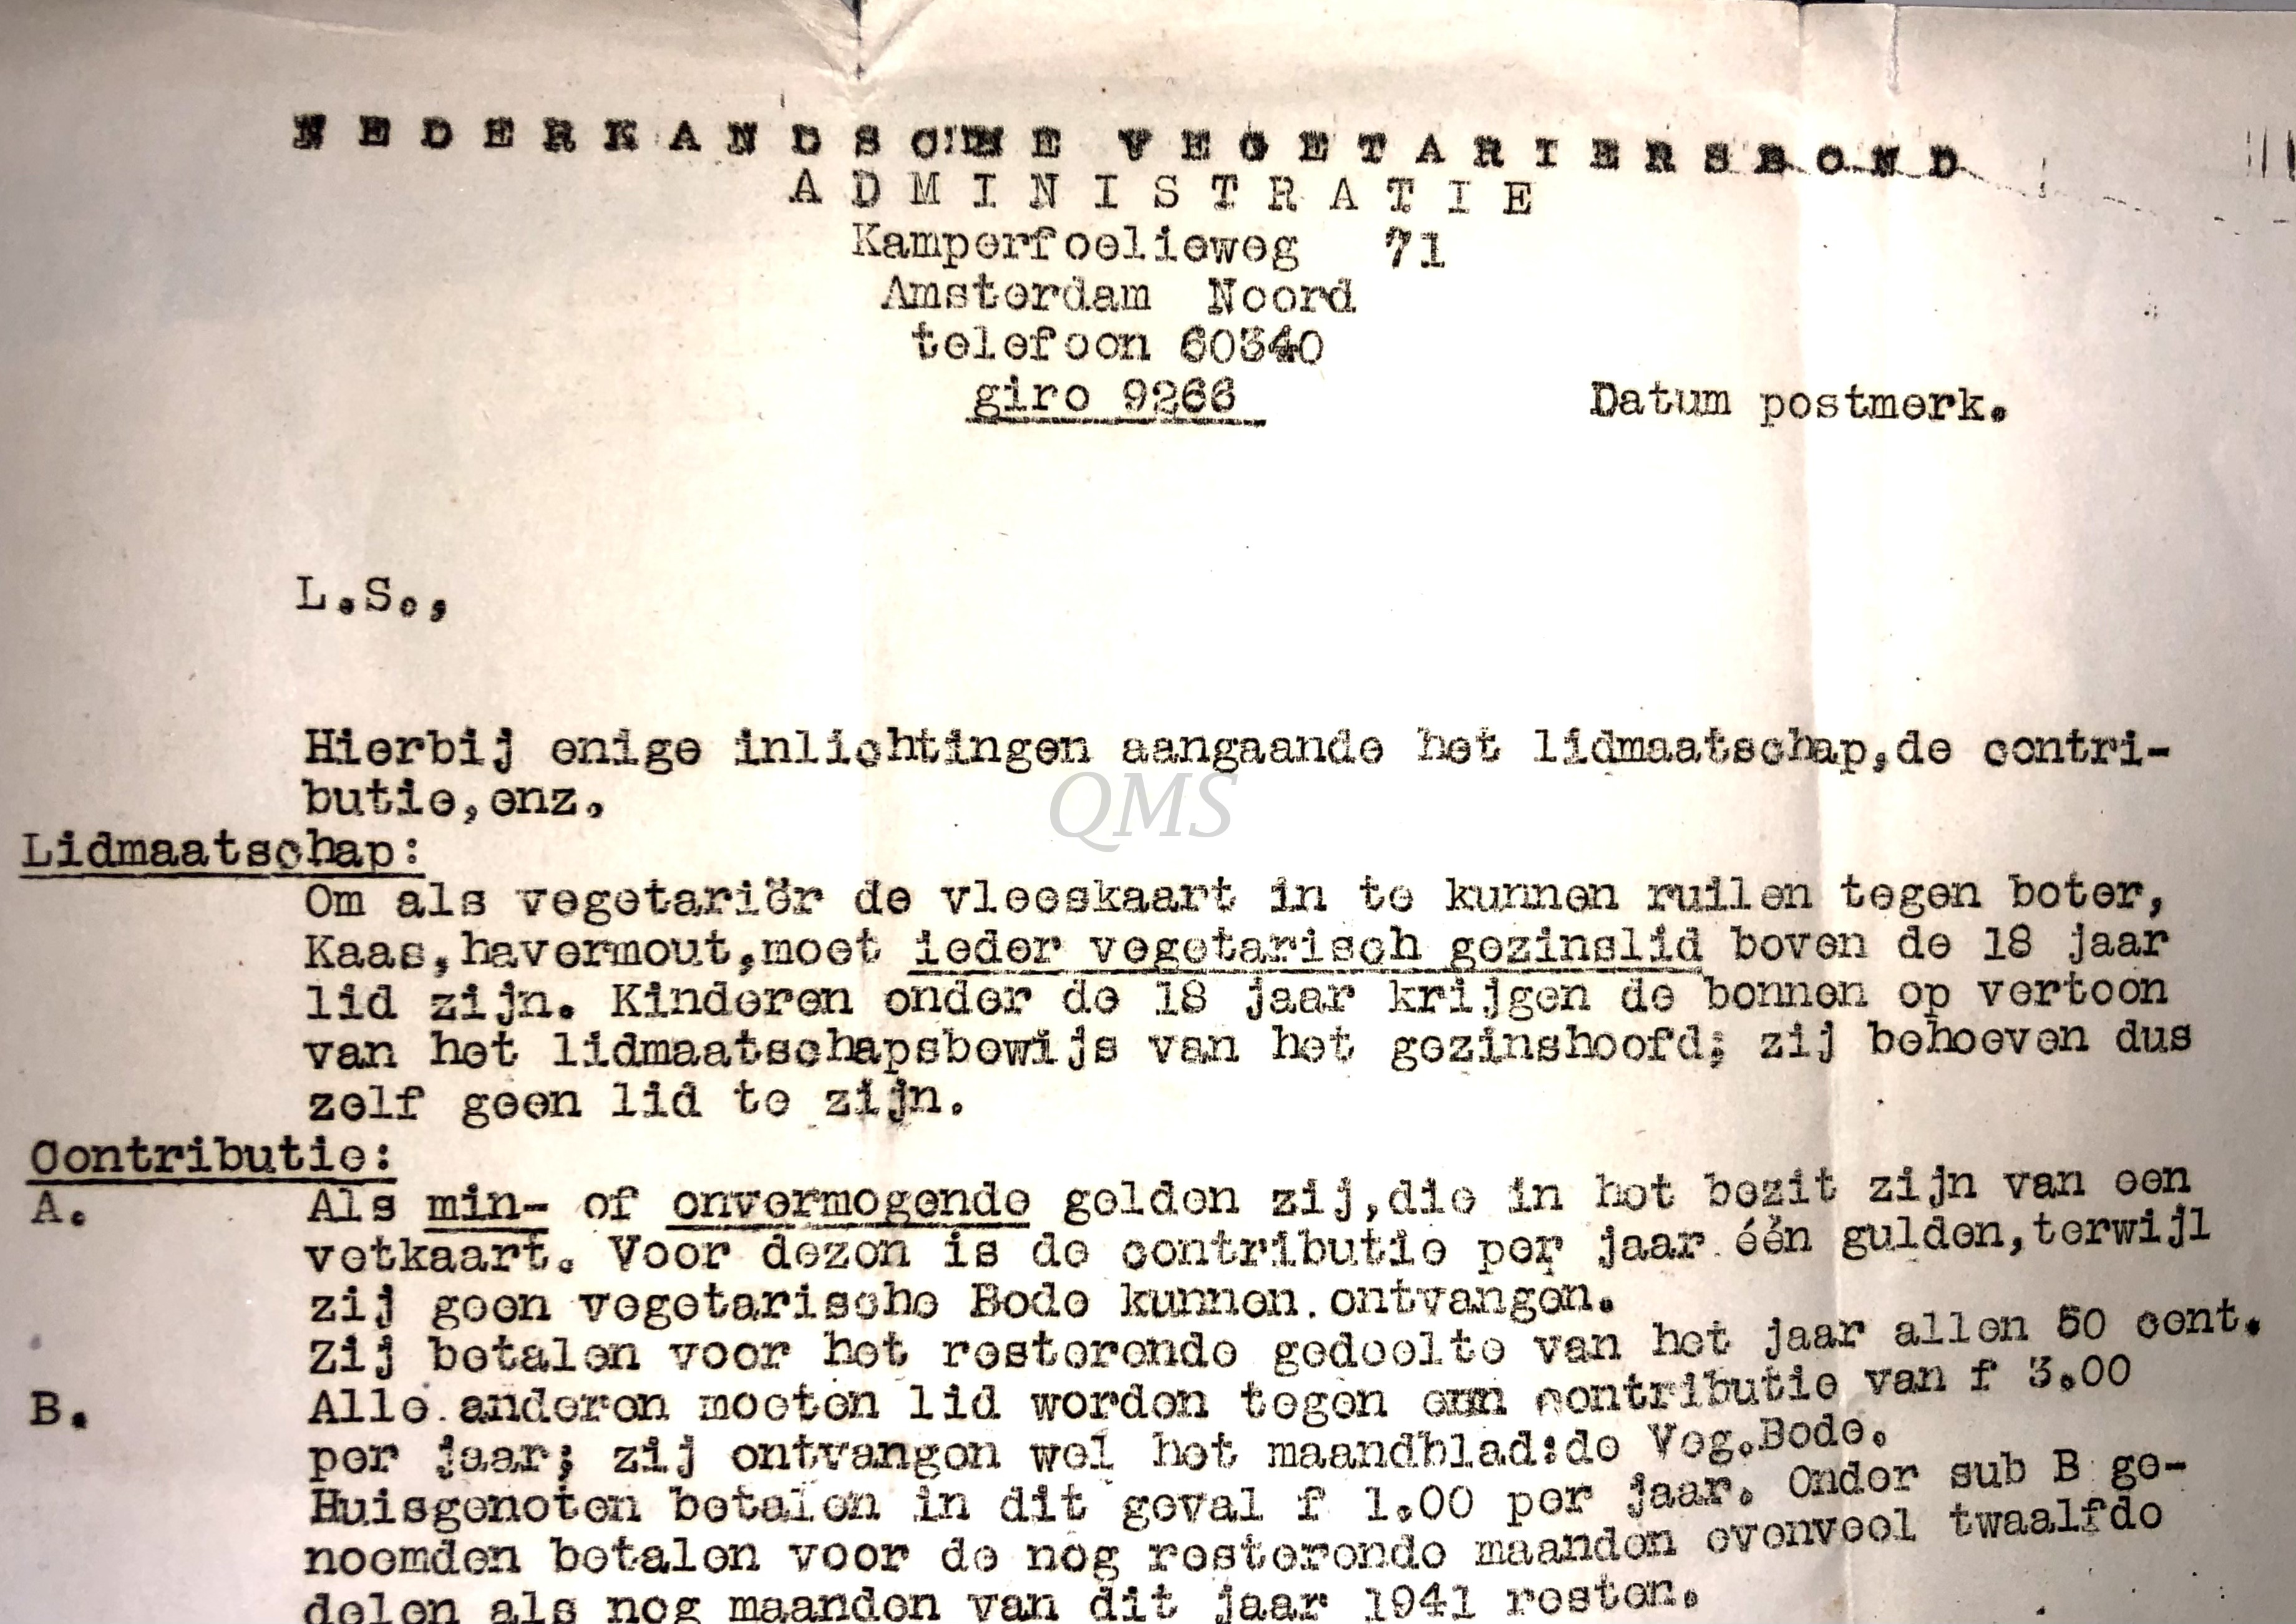 NEDERKANDSCHE VEGETARIERSBOND
ADMINISTRATIE
Kamperfoelieweg 71
Amsterdam Noord
telefoon 60340
giro 9266
Datum postmerk.
L.S.,
Hierbij enige inlichtingen aangaande het lidmaatschap,de contri-
butie,enz.
QMS
Lidmaatschap:
Om als vegetariër de vleeskaart in te kunnen ruilen tegen boter,
Kaas,havermout,moet ieder vegetarisch gezinslid boven de 18 jaar
lid zijn. Kinderen onder de 18 jaar krijgen de bonnen op vertoon
van het lidmaatschapsbewijs van het gezinshoofd; zij behoeven dus
zelf geen lid te zijn.
Contributie:
A. Als min- of onvermogende gelden zij,die in het bezit zijn van een
vetkaart. Voor dezen is de contributie per jaar één gulden,terwijl
zij geen vegetarische Bode kunnen.ontvangen.
Zij betalen voor het resterende gedeelte van het jaar allen 50 cent.
B. Alle.anderen moeten lid worden tegen een contributie van f 3.00
per jaar; zij ontvangen wel het maandblad:de Veg.Bode.
Huisgenoten betalen in dit geval f 1.00 per jaar. Onder sub B ge-
noemden betalen voor de nog resterende maanden evenveel twaalfde
delen als nog maanden van dit jaar 1941 resten.